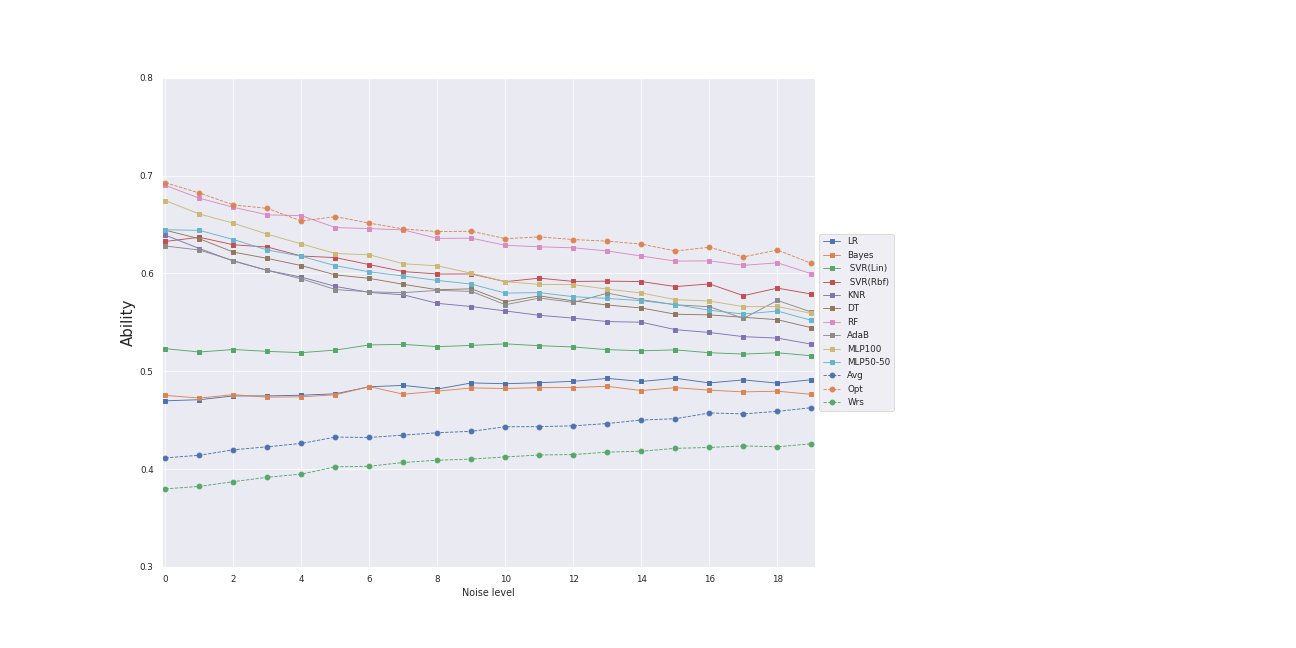 0.8
0.7
0.6
0.5
0.4
0.3
Ability
0 2 4 6 8 10 12 14 16 18
Noise level
LR
Bayes
SVR(Lin)
SVR(Rbf)
KNR
DT
RF
AdaB
MLP100
MLP50-50
Avg
Opt
Wrs